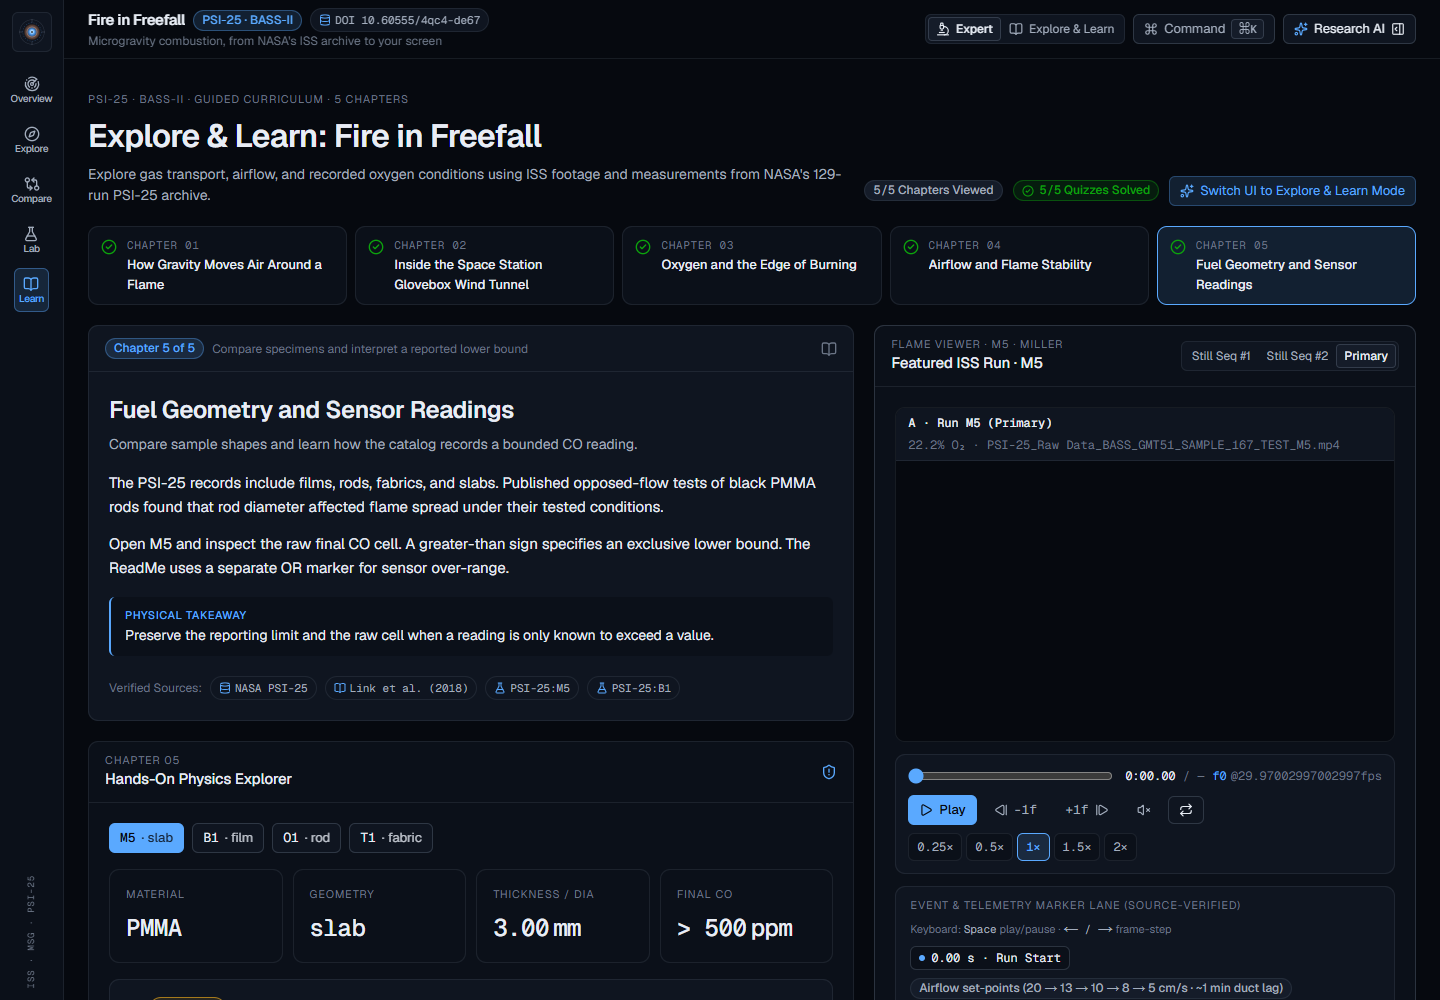 Fire in Freefall PSI-25 · BASS-II DOI 10.60555/4qc4-de67
Microgravity combustion, from NASA's ISS archive to your screen
Expert Explore & Learn Command ⌘K Research AI
Overview
Explore
Compare
Lab
Learn
ISS · MSG · PSI-25
PSI-25 · BASS-II · GUIDED CURRICULUM · 5 CHAPTERS
Explore & Learn: Fire in Freefall
Explore gas transport, airflow, and recorded oxygen conditions using ISS footage and measurements from NASA's 129-
run PSI-25 archive.
5/5 Chapters Viewed 5/5 Quizzes Solved Switch UI to Explore & Learn Mode
CHAPTER 01
How Gravity Moves Air Around a
Flame
CHAPTER 02
Inside the Space Station
Glovebox Wind Tunnel
CHAPTER 03
Oxygen and the Edge of Burning
CHAPTER 04
Airflow and Flame Stability
CHAPTER 05
Fuel Geometry and Sensor
Readings
Chapter 5 of 5 Compare specimens and interpret a reported lower bound
Fuel Geometry and Sensor Readings
Compare sample shapes and learn how the catalog records a bounded CO reading.
The PSI-25 records include films, rods, fabrics, and slabs. Published opposed-flow tests of black PMMA
rods found that rod diameter affected flame spread under their tested conditions.
Open M5 and inspect the raw final CO cell. A greater-than sign specifies an exclusive lower bound. The
ReadMe uses a separate OR marker for sensor over-range.
PHYSICAL TAKEAWAY
Preserve the reporting limit and the raw cell when a reading is only known to exceed a value.
Verified Sources: NASA PSI-25 Link et al. (2018) PSI-25:M5 PSI-25:B1
CHAPTER 05
Hands-On Physics Explorer
M5 · slab B1 · film O1 · rod T1 · fabric
MATERIAL
PMMA
GEOMETRY
slab
THICKNESS / DIA
3.00 mm
FINAL CO
> 500 ppm
FLAME VIEWER · M5 · MILLER
Featured ISS Run · M5
Still Seq #1 Still Seq #2 Primary
A · Run M5 (Primary)
22.2% O₂ · PSI-25_Raw Data_BASS_GMT51_SAMPLE_167_TEST_M5.mp4
0:00.00 / — f0 @29.97002997002997fps
Play -1f +1f
0.25× 0.5× 1× 1.5× 2×
EVENT & TELEMETRY MARKER LANE (SOURCE-VERIFIED)
Keyboard: Space play/pause · ← / → frame-step
0.00 s · Run Start
Airflow set-points (20 → 13 → 10 → 8 → 5 cm/s · ~1 min duct lag)